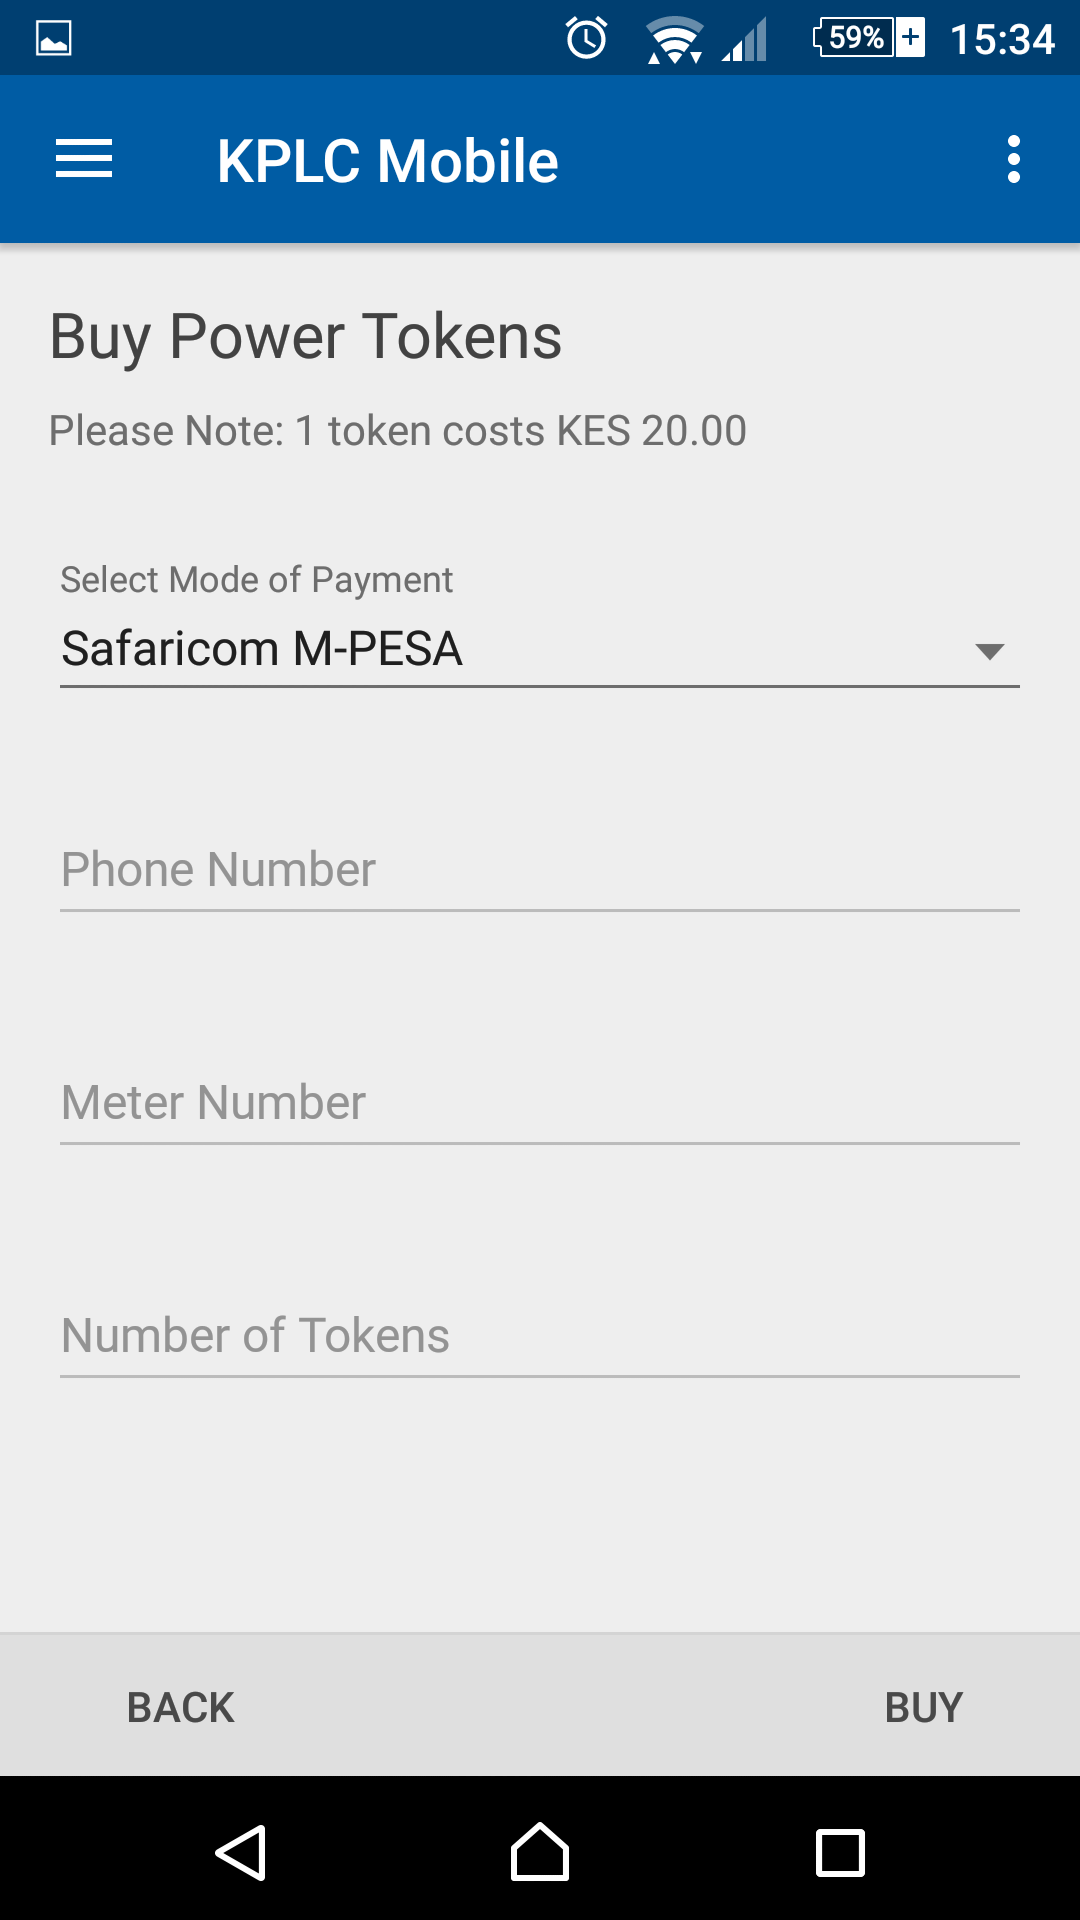 59% 15:34
KPLC Mobile
Buy Power Tokens
Please Note: 1 token costs KES 20.00
Select Mode of Payment
Safaricom M-PESA
Phone Number
Meter Number
Number of Tokens
BACK BUY